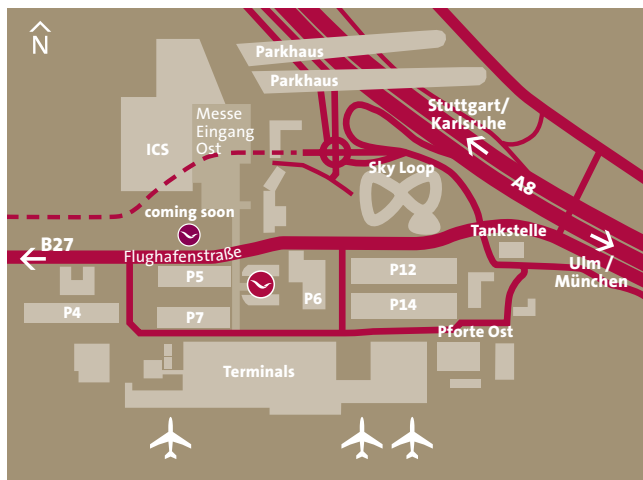 N
Parkhaus
Parkhaus
Stuttgart/
Karlsruhe
Messe
Eingang
Ost
ICS
Sky Loop
A8
coming soon
B27
Flughafenstraße
Tankstelle
Ulm /
München
P5
P12
P4
P7
P6
P14
Pforte Ost
Terminals